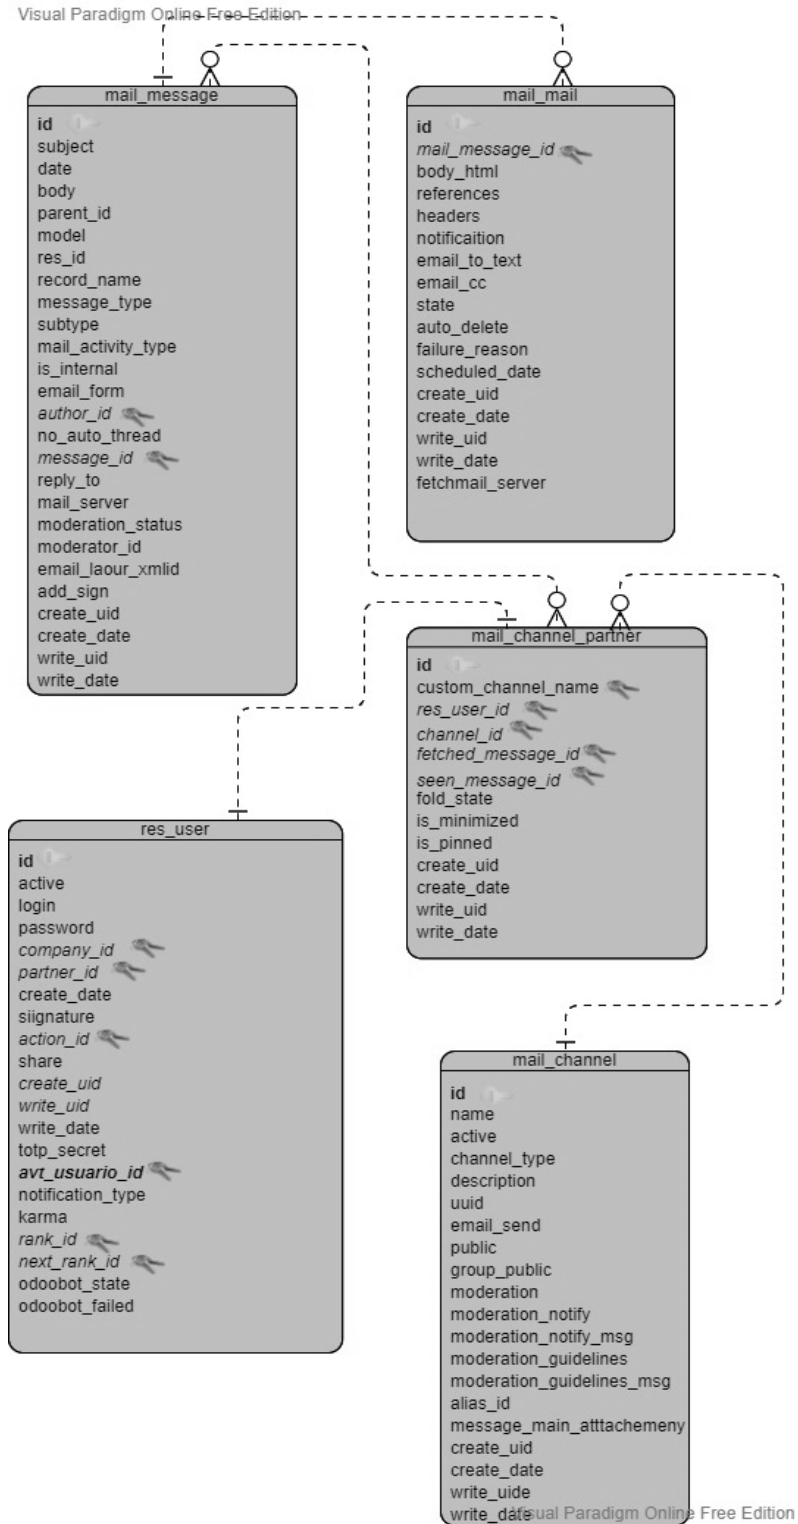 Visual Paradigm Online Free Edition
mail_message
id
subject
date
body
parent_id
model
res_id
record_name
message_type
subtype
mail_activity_type
is_internal
email_form
author_id
no_auto_thread
message_id
reply_to
mail_server
moderation_status
moderator_id
email_laour_xmlid
add_sign
create_uid
create_date
write_uid
write_date
mail_mail
id
mail_message_id
body_html
references
headers
notificaition
email_to_text
email_cc
state
auto_delete
failure_reason
scheduled_date
create_uid
create_date
write_uid
write_date
fetchmail_server
mail_channel_partner
id
custom_channel_name
res_user_id
channel_id
fetched_message_id
seen_message_id
fold_state
is_minimized
is_pinned
create_uid
create_date
write_uid
write_date
res_user
id
active
login
password
company_id
partner_id
create_date
siignature
action_id
share
create_uid
write_uid
write_date
totp_secret
avt_usuario_id
notification_type
karma
rank_id
next_rank_id
odoobot_state
odoobot_failed
mail_channel
id
name
active
channel_type
description
uuid
email_send
public
group_public
moderation
moderation_notify
moderation_notify_msg
moderation_guidelines
moderation_guidelines_msg
alias_id
message_main_atttachemeny
create_uid
create_date
write_uide
write_date
Visual Paradigm Online Free Edition